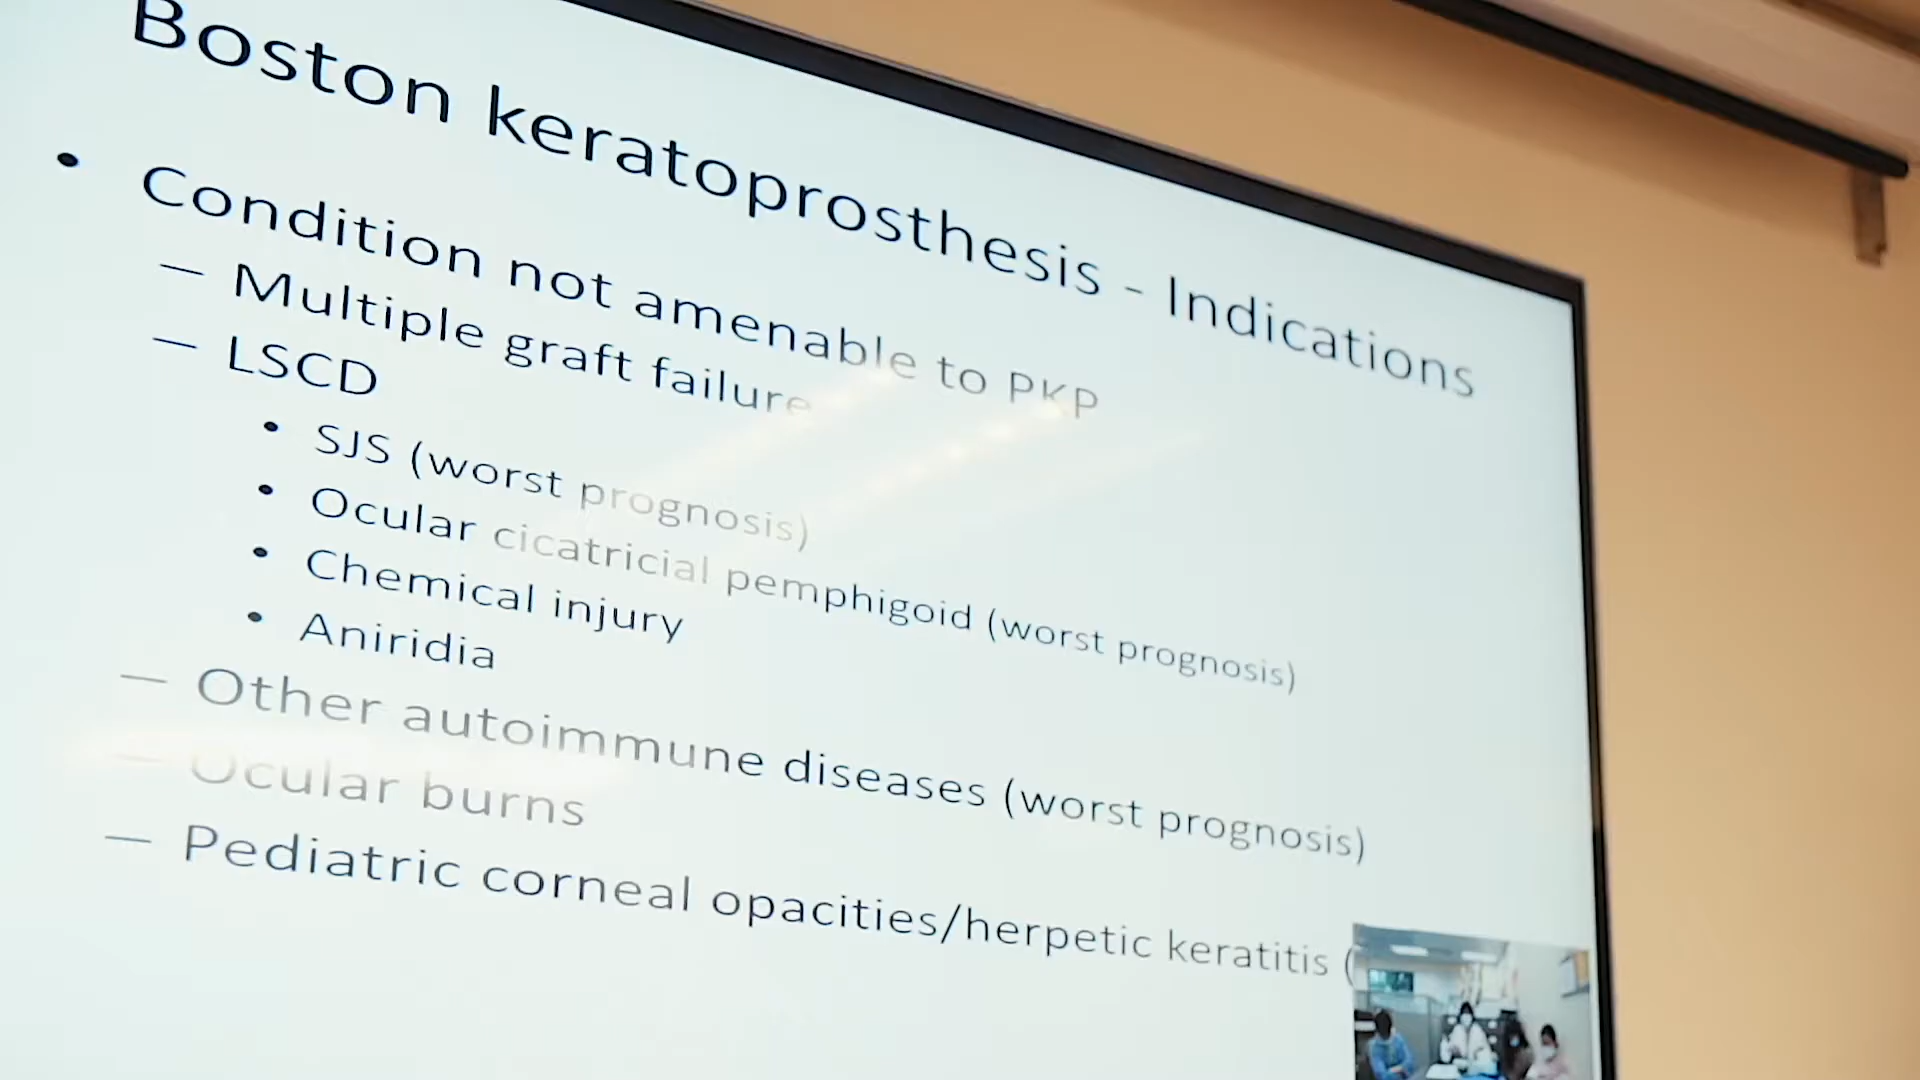 Boston keratoprosthesis - Indications
• Condition not amenable to PKP
— Multiple graft failure
— LSCD
• SJS (worst prognosis)
• Ocular cicatricial pemphigoid (worst prognosis)
• Chemical injury
• Aniridia
— Other autoimmune diseases (worst prognosis)
— Ocular burns
— Pediatric corneal opacities/herpetic keratitis (